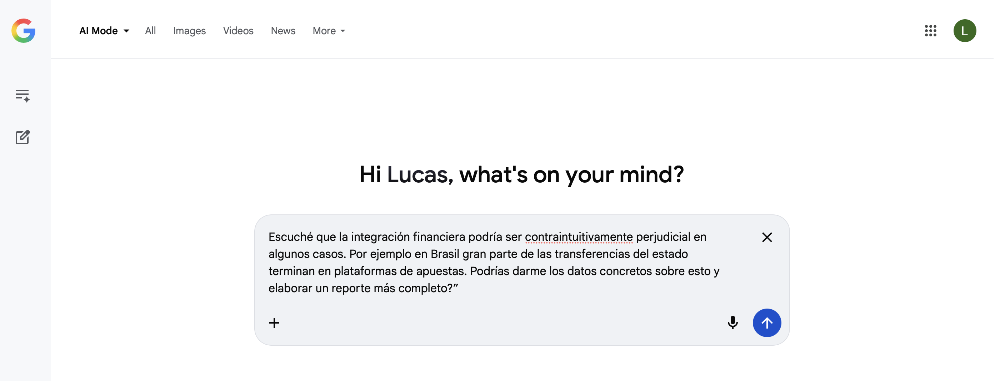 AI Mode All Images Videos News More
L
Hi Lucas, what's on your mind?
Escuché que la integración financiera podría ser contraintuitivamente perjudicial en
algunos casos. Por ejemplo en Brasil gran parte de las transferencias del estado
terminan en plataformas de apuestas. Podrías darme los datos concretos sobre esto y
elaborar un reporte más completo?”